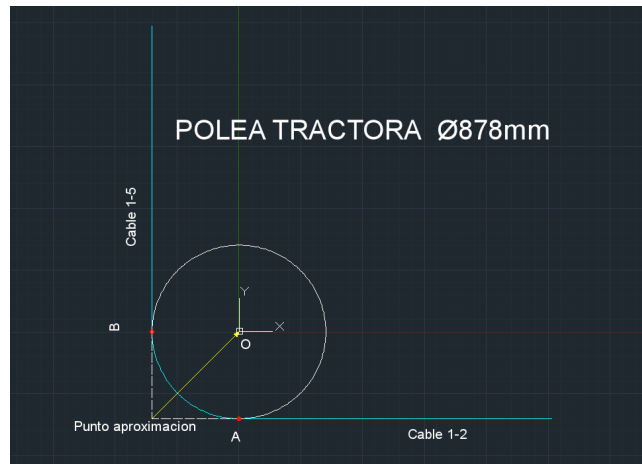 POLEA TRACTORA Ø878mm
Cable 1-5
B
Y
X
O
Punto aproximacion
A
Cable 1-2